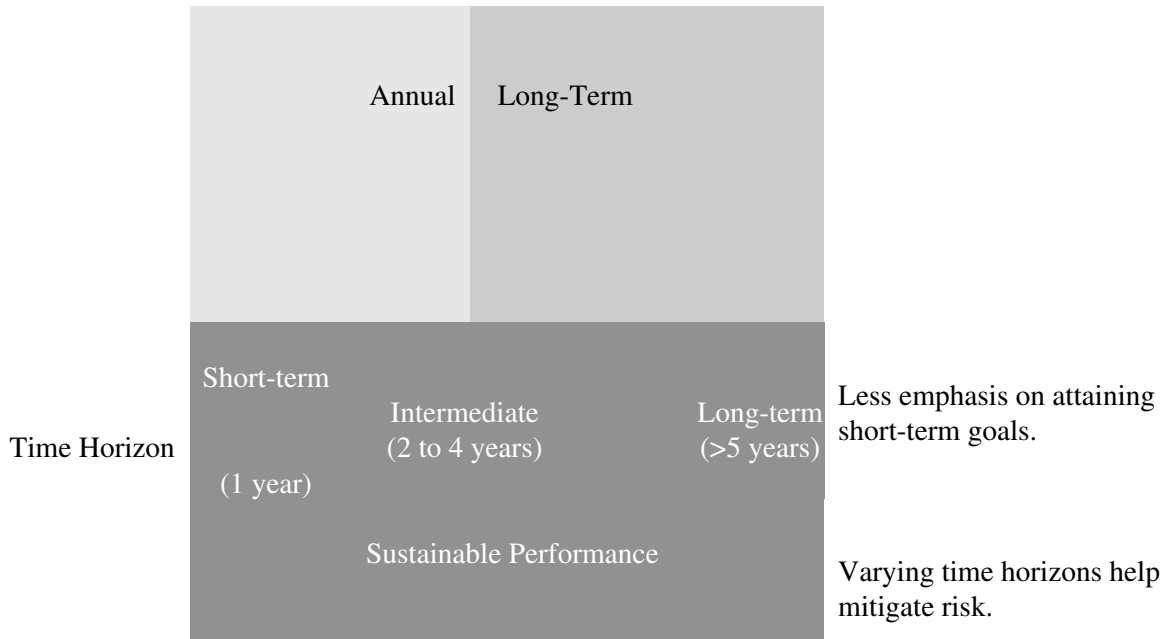 Annual Long-Term
Short-term
Intermediate
(2 to 4 years)
Long-term
(>5 years)
Less emphasis on attaining
short-term goals.
Time Horizon
(1 year)
Sustainable Performance
Varying time horizons help
mitigate risk.